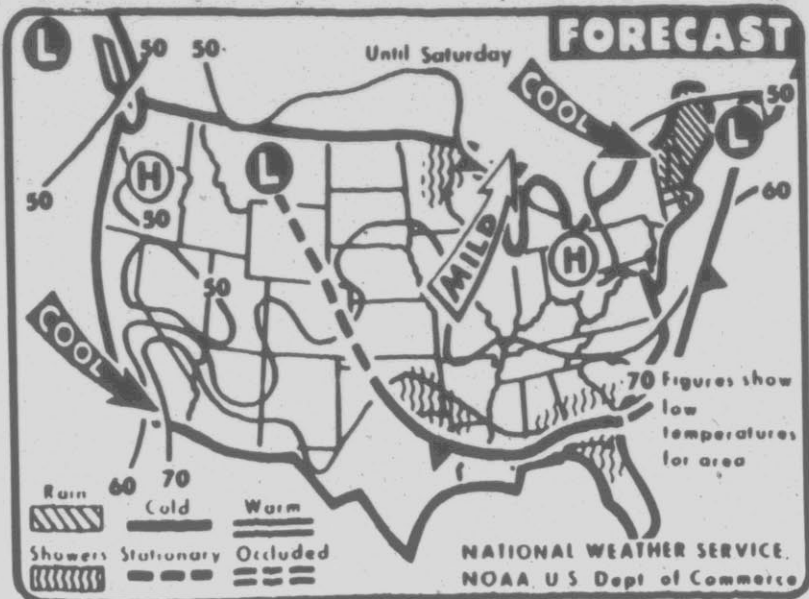 FORECAST
L
50
50
Until Saturday
COOL
50
L
H
L
50
50
60
50
MILD
H
COOL
70 Figures show
low
temperatures
for area
60
70
Rain
Cold
Warm
Showers
Stationary
Occluded
NATIONAL WEATHER SERVICE,
NOAA, U S Dept of Commerce